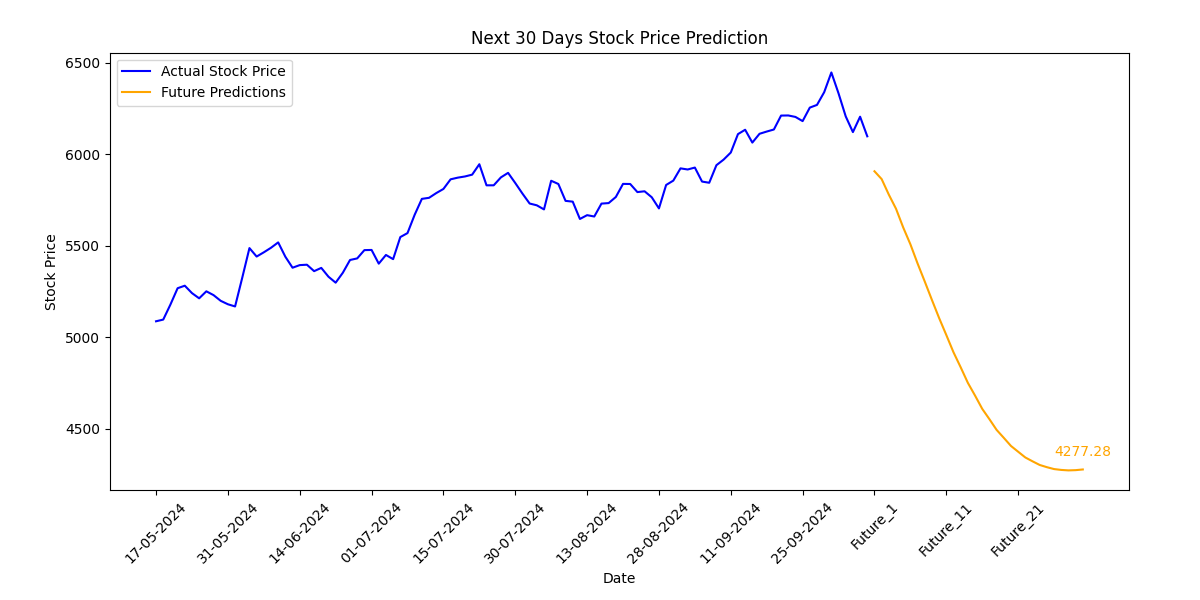 Next 30 Days Stock Price Prediction
Actual Stock Price
Future Predictions
Stock Price
6500
6000
5500
5000
4500
4277.28
17-05-2024
31-05-2024
14-06-2024
01-07-2024
15-07-2024
30-07-2024
13-08-2024
28-08-2024
11-09-2024
25-09-2024
Future_1
Future_11
Future_21
Date